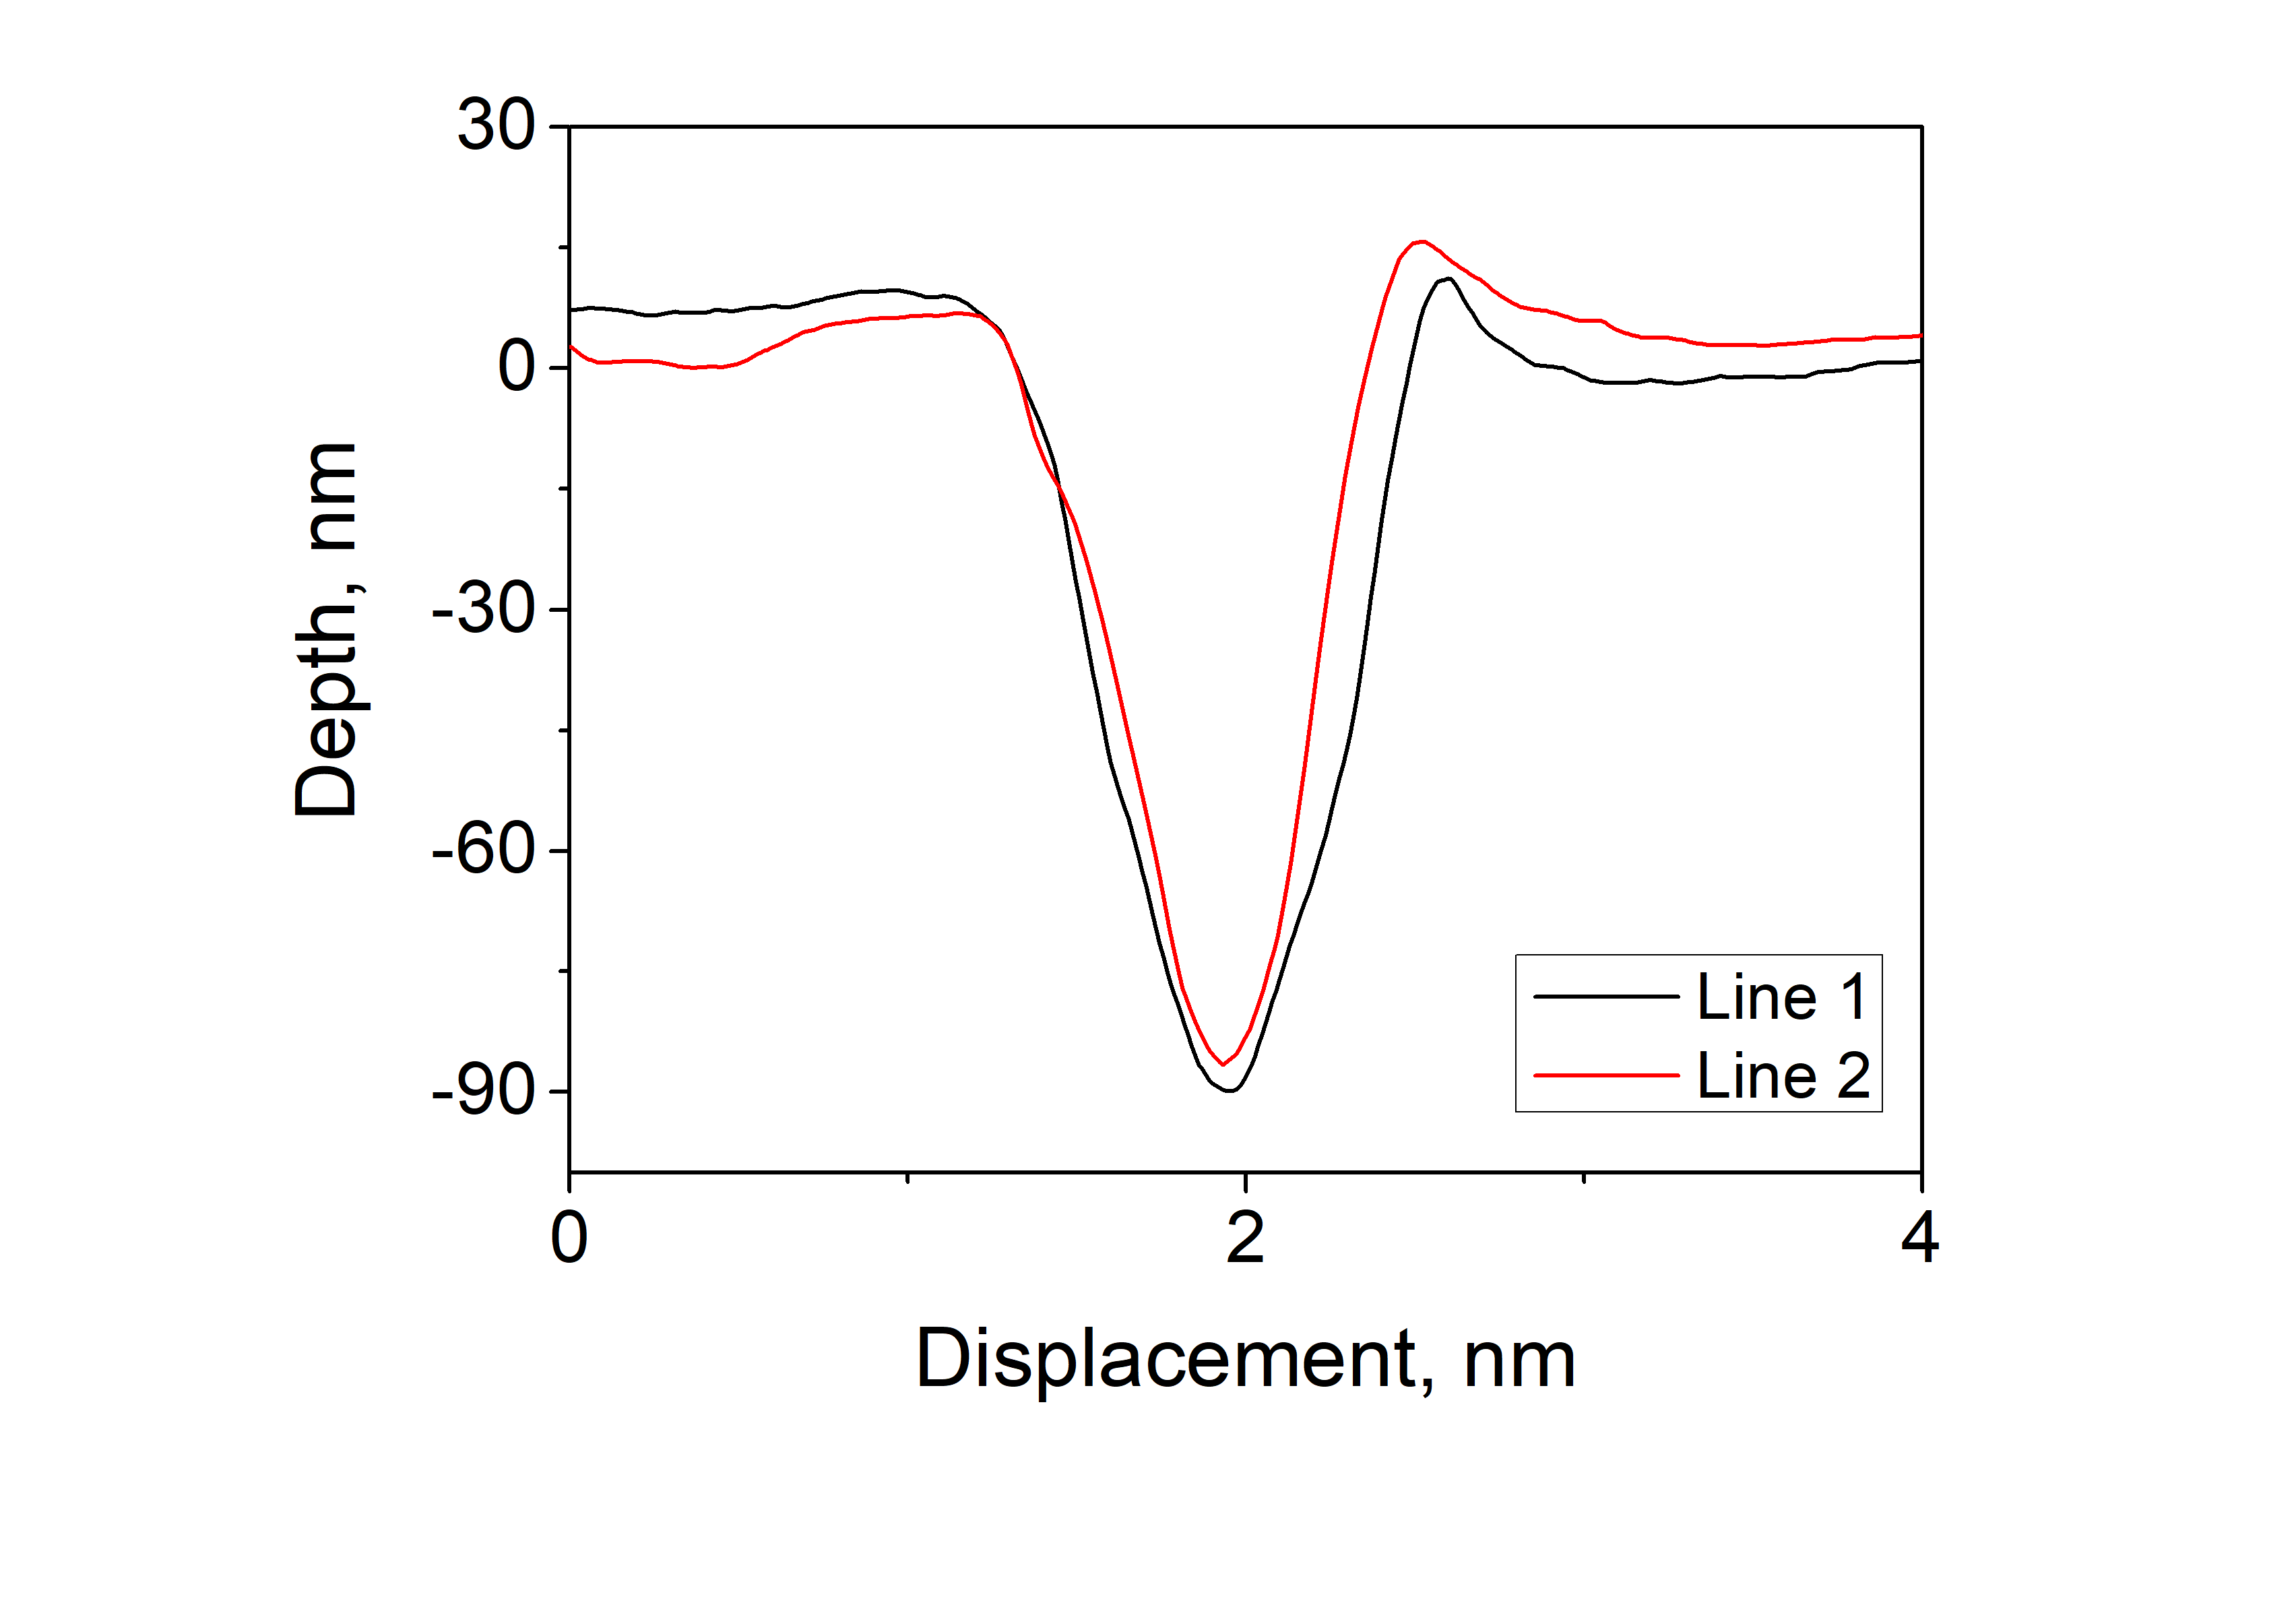 30
0
-30
-60
-90
Depth, nm
Line 1
Line 2
0 2 4
Displacement, nm